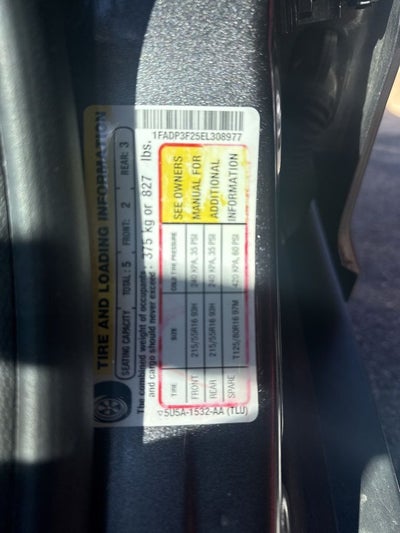 TIRE AND LOADING INFORMATION
SEATING CAPACITY TOTAL: 5 FRONT: 2 REAR: 3
The combined weight of occupants
and cargo should never exceed 375 kg or 827 lbs.
TIRE SIZE COLD TIRE PRESSURE SEE OWNERS
FRONT 215/55R16 93H 240 KPA, 35 PSI MANUAL FOR
REAR 215/55R16 93H 240 KPA, 35 PSI ADDITIONAL
SPARE T125/80R16 97M 420 KPA, 60 PSI INFORMATION
5U5A-1532-AA (TLU)
1FADP3F25EL308977